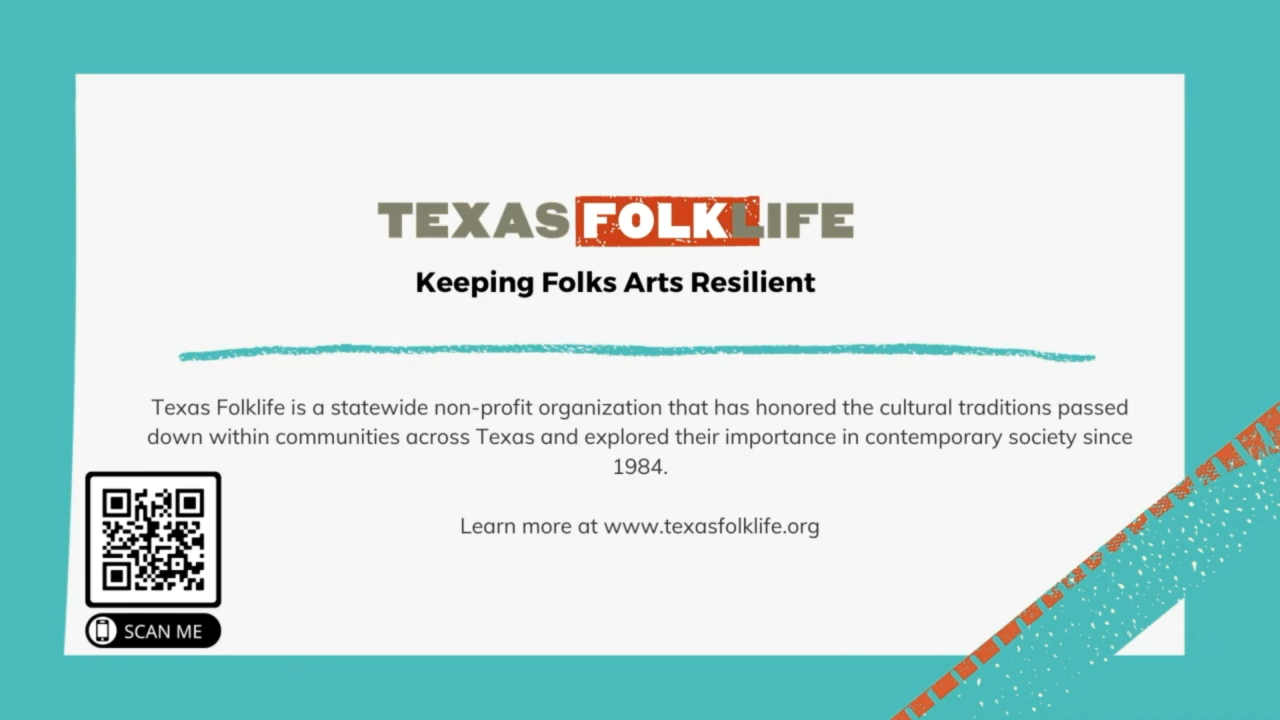 TEXAS FOLKLIFE
Keeping Folks Arts Resilient
Texas Folklife is a statewide non-profit organization that has honored the cultural traditions passed
down within communities across Texas and explored their importance in contemporary society since
1984.
Learn more at www.texasfolklife.org
SCAN ME